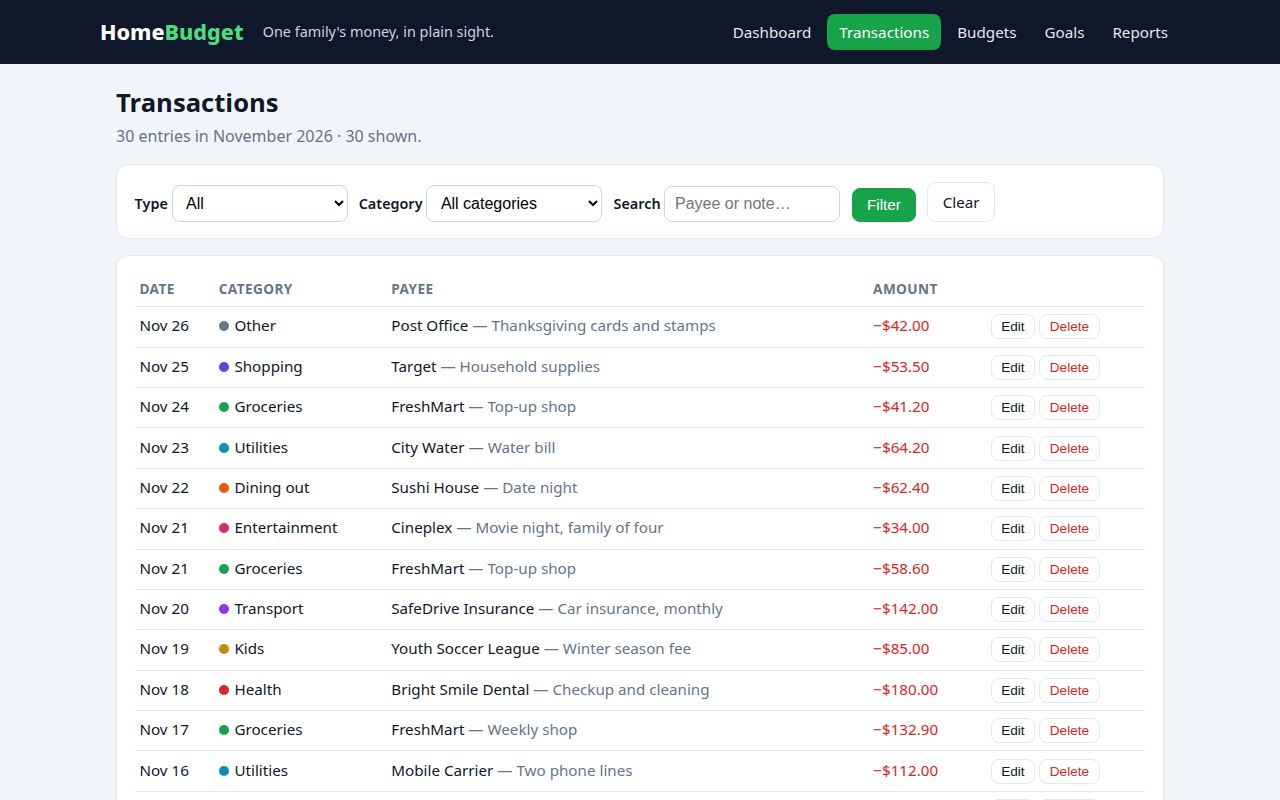 HomeBudget One family's money, in plain sight. Dashboard Transactions Budgets Goals Reports
Transactions
30 entries in November 2026 · 30 shown.
Type All Category All categories Search Payee or note… Filter Clear
DATE CATEGORY PAYEE AMOUNT
Nov 26 Other Post Office — Thanksgiving cards and stamps −$42.00 Edit Delete
Nov 25 Shopping Target — Household supplies −$53.50 Edit Delete
Nov 24 Groceries FreshMart — Top-up shop −$41.20 Edit Delete
Nov 23 Utilities City Water — Water bill −$64.20 Edit Delete
Nov 22 Dining out Sushi House — Date night −$62.40 Edit Delete
Nov 21 Entertainment Cineplex — Movie night, family of four −$34.00 Edit Delete
Nov 21 Groceries FreshMart — Top-up shop −$58.60 Edit Delete
Nov 20 Transport SafeDrive Insurance — Car insurance, monthly −$142.00 Edit Delete
Nov 19 Kids Youth Soccer League — Winter season fee −$85.00 Edit Delete
Nov 18 Health Bright Smile Dental — Checkup and cleaning −$180.00 Edit Delete
Nov 17 Groceries FreshMart — Weekly shop −$132.90 Edit Delete
Nov 16 Utilities Mobile Carrier — Two phone lines −$112.00 Edit Delete